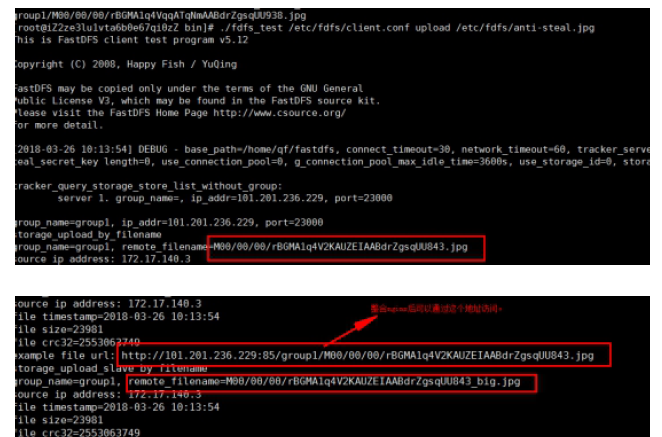 group1/M00/00/00/rBGMA1q4VqqATqNmAABdrZgsqUU938.jpg
[root@iZ2ze3lu1vta6b0e67qi0zZ bin]# ./fdfs_test /etc/fdfs/client.conf upload /etc/fdfs/anti-steal.jpg
This is FastDFS client test program v5.12
Copyright (C) 2008, Happy Fish / YuQing
FastDFS may be copied only under the terms of the GNU General
Public License V3, which may be found in the FastDFS source kit.
Please visit the FastDFS Home Page http://www.csource.org/
for more detail.
[2018-03-26 10:13:54] DEBUG - base_path=/home/qf/fastdfs, connect_timeout=30, network_timeout=60, tracker_serve
eal_secret_key length=0, use_connection_pool=0, g_connection_pool_max_idle_time=3600s, use_storage_id=0, stora
tracker_query_storage_store_list_without_group:
server 1. group_name=, ip_addr=101.201.236.229, port=23000
group_name=group1, ip_addr=101.201.236.229, port=23000
storage_upload_by_filename
group_name=group1, remote_filename=M00/00/00/rBGMA1q4V2KAUZEIAABdrZgsqUU843.jpg
source ip address: 172.17.140.3
source ip address: 172.17.140.3
file timestamp=2018-03-26 10:13:54
file size=23981
file crc32=2553063749
example file url: http://101.201.236.229:85/group1/M00/00/00/rBGMA1q4V2KAUZEIAABdrZgsqUU843.jpg
storage_upload_slave_by_filename
group_name=group1, remote_filename=M00/00/00/rBGMA1q4V2KAUZEIAABdrZgsqUU843_big.jpg
source ip address: 172.17.140.3
file timestamp=2018-03-26 10:13:54
file size=23981
file crc32=2553063749